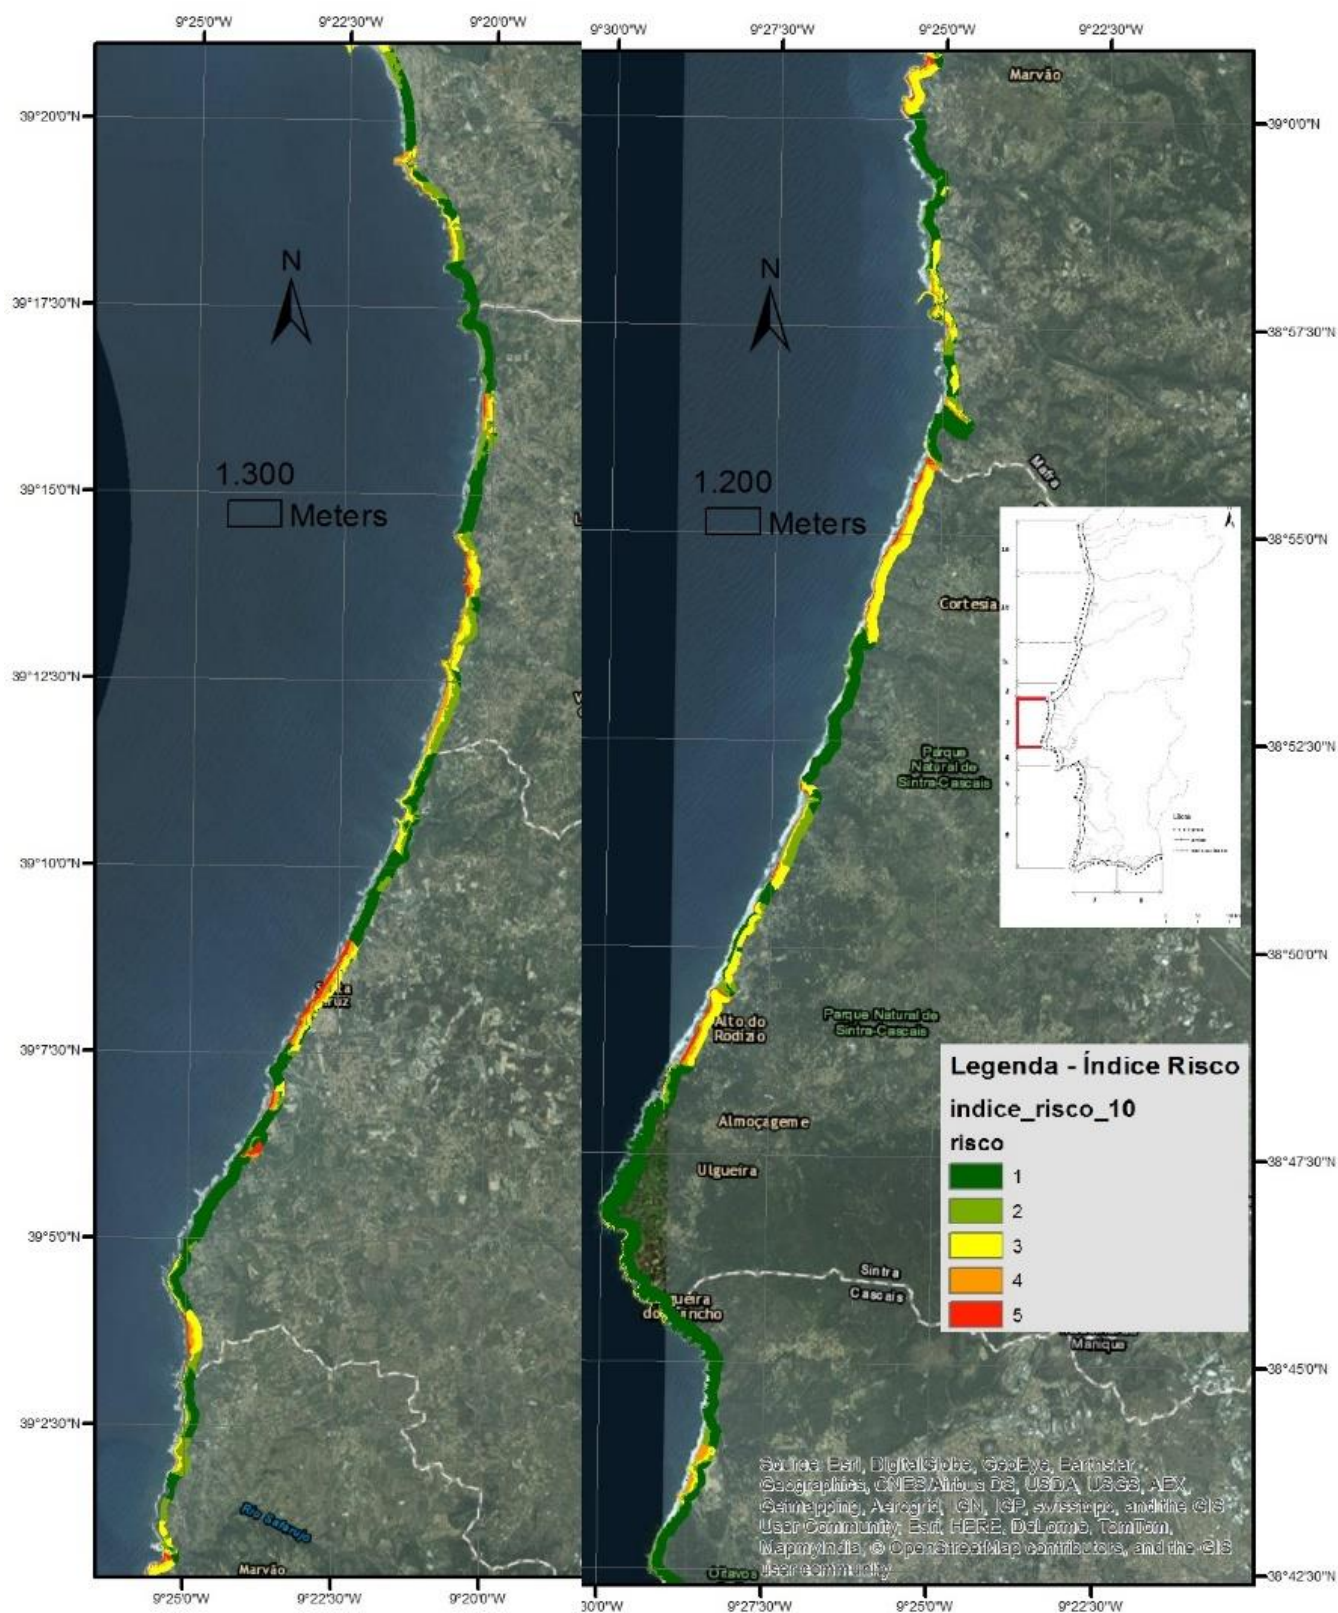 9°25'0"W
9°22'30"W
9°20'0"W
9°30'0"W
9°27'30"W
9°25'0"W
9°22'30"W
39°20'0"N
39°17'30"N
39°15'0"N
39°12'30"N
39°10'0"N
39°7'30"N
39°5'0"N
39°2'30"N
N
1.300
Meters
Rio Safarujo
Marvão
9°25'0"W
9°22'30"W
9°20'0"W
Marvão
N
1.200
Meters
Mafra
Cortesia
Parque
Natural de
Sintra-Cascais
Alto do
Rodízio
Parque Natural de
Sintra-Cascais
Almoçageme
Ulgueira
Sintra
Cascais
Manique
Oitavos
39°0'0"N
38°57'30"N
38°55'0"N
38°52'30"N
38°50'0"N
38°47'30"N
38°45'0"N
38°42'30"N
Legenda - Índice Risco
indice_risco_10
risco
1
2
3
4
5
Source: Esri, DigitalGlobe, GeoEye, Earthstar
Geographics, CNES/Airbus DS, USDA, USGS, AEX,
Getmapping, Aerogrid, IGN, IGP, swisstopo, and the GIS
User Community, Esri, HERE, DeLorme, TomTom,
MapmyIndia, © OpenStreetMap contributors, and the GIS
user community
30'0"W
9°27'30"W
9°25'0"W
9°22'30"W